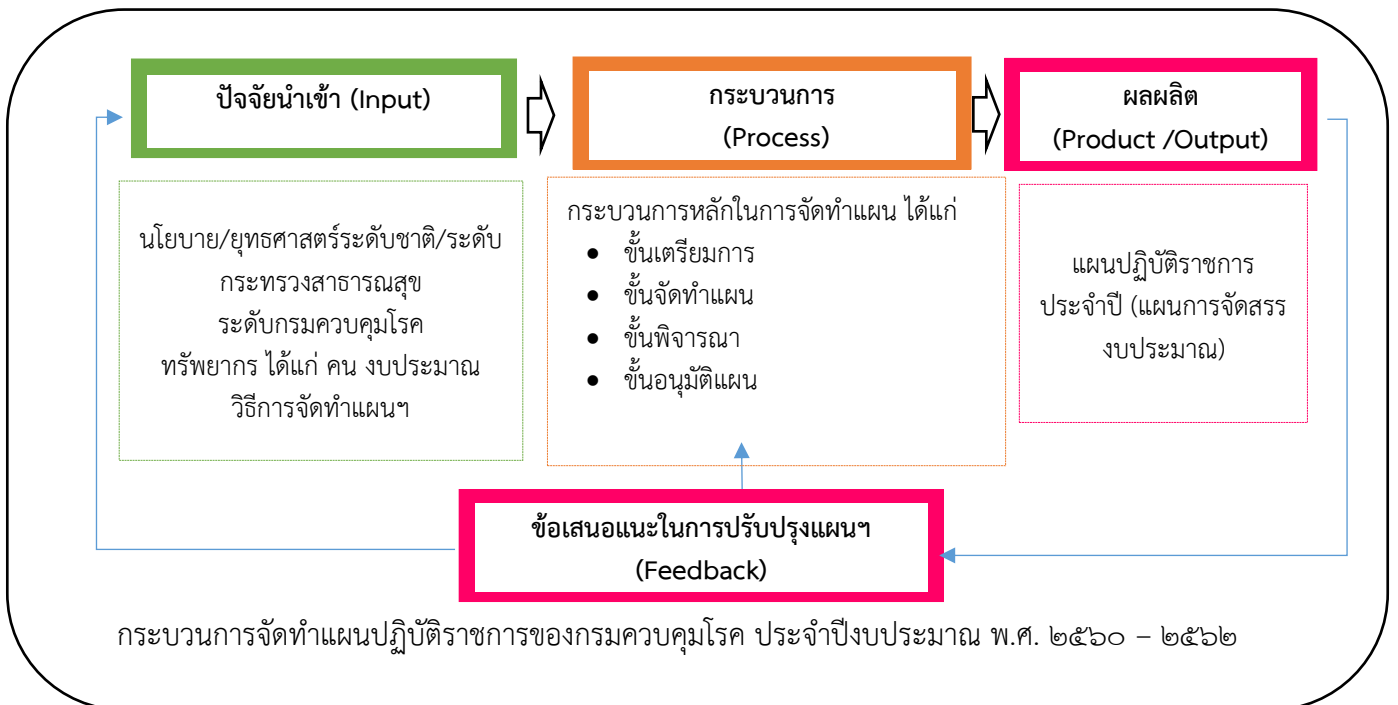 ปัจจัยนำเข้า (Input)
กระบวนการ
(Process)
ผลผลิต
(Product /Output)
นโยบาย/ยุทธศาสตร์ระดับชาติ/ระดับ
กระทรวงสาธารณสุข
ระดับกรมควบคุมโรค
ทรัพยากร ได้แก่ คน งบประมาณ
วิธีการจัดทำแผนฯ
กระบวนการหลักในการจัดทำแผน ได้แก่
● ขั้นเตรียมการ
● ขั้นจัดทำแผน
● ขั้นพิจารณา
● ขั้นอนุมัติแผน
แผนปฏิบัติราชการ
ประจำปี (แผนการจัดสรร
งบประมาณ)
ข้อเสนอแนะในการปรับปรุงแผนฯ
(Feedback)
กระบวนการจัดทำแผนปฏิบัติราชการของกรมควบคุมโรค ประจำปีงบประมาณ พ.ศ. ๒๕๖๐ – ๒๕๖๒